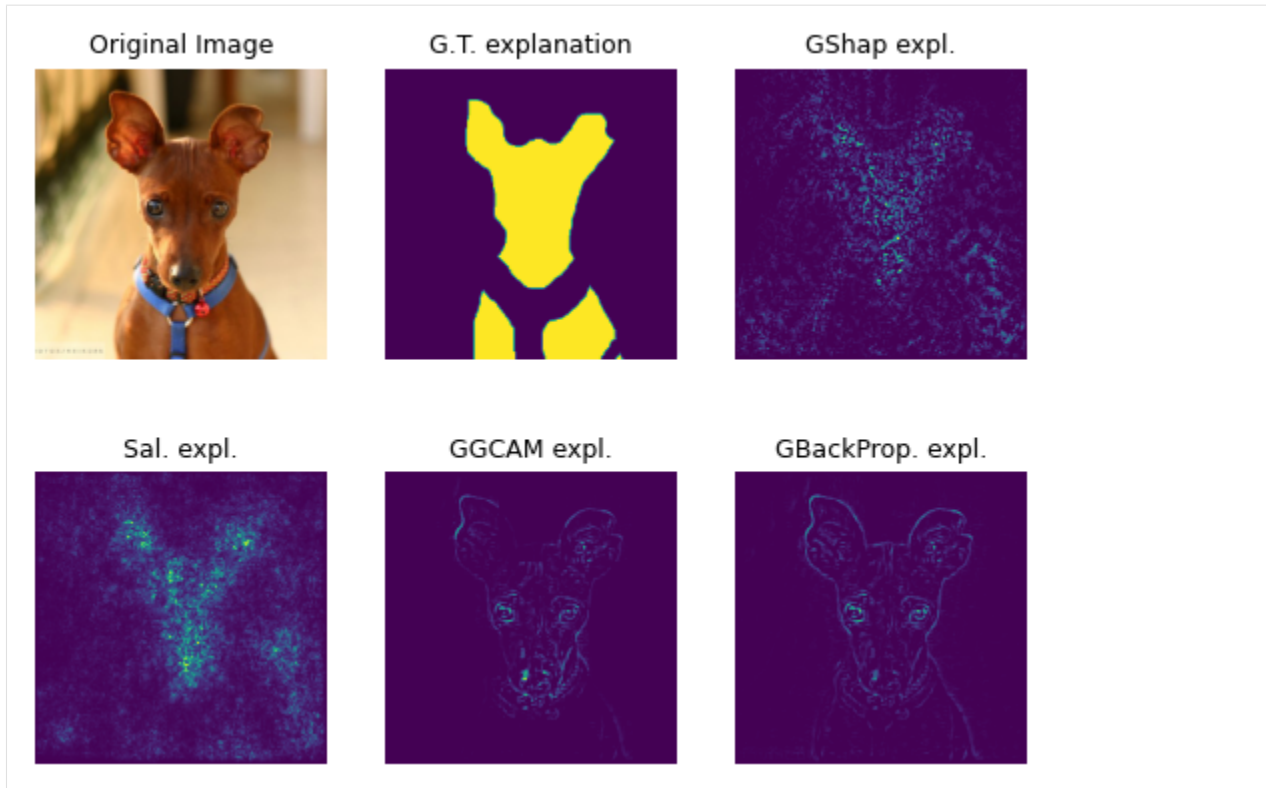 Original Image
G.T. explanation
GShap expl.
Sal. expl.
GGCAM expl.
GBackProp. expl.